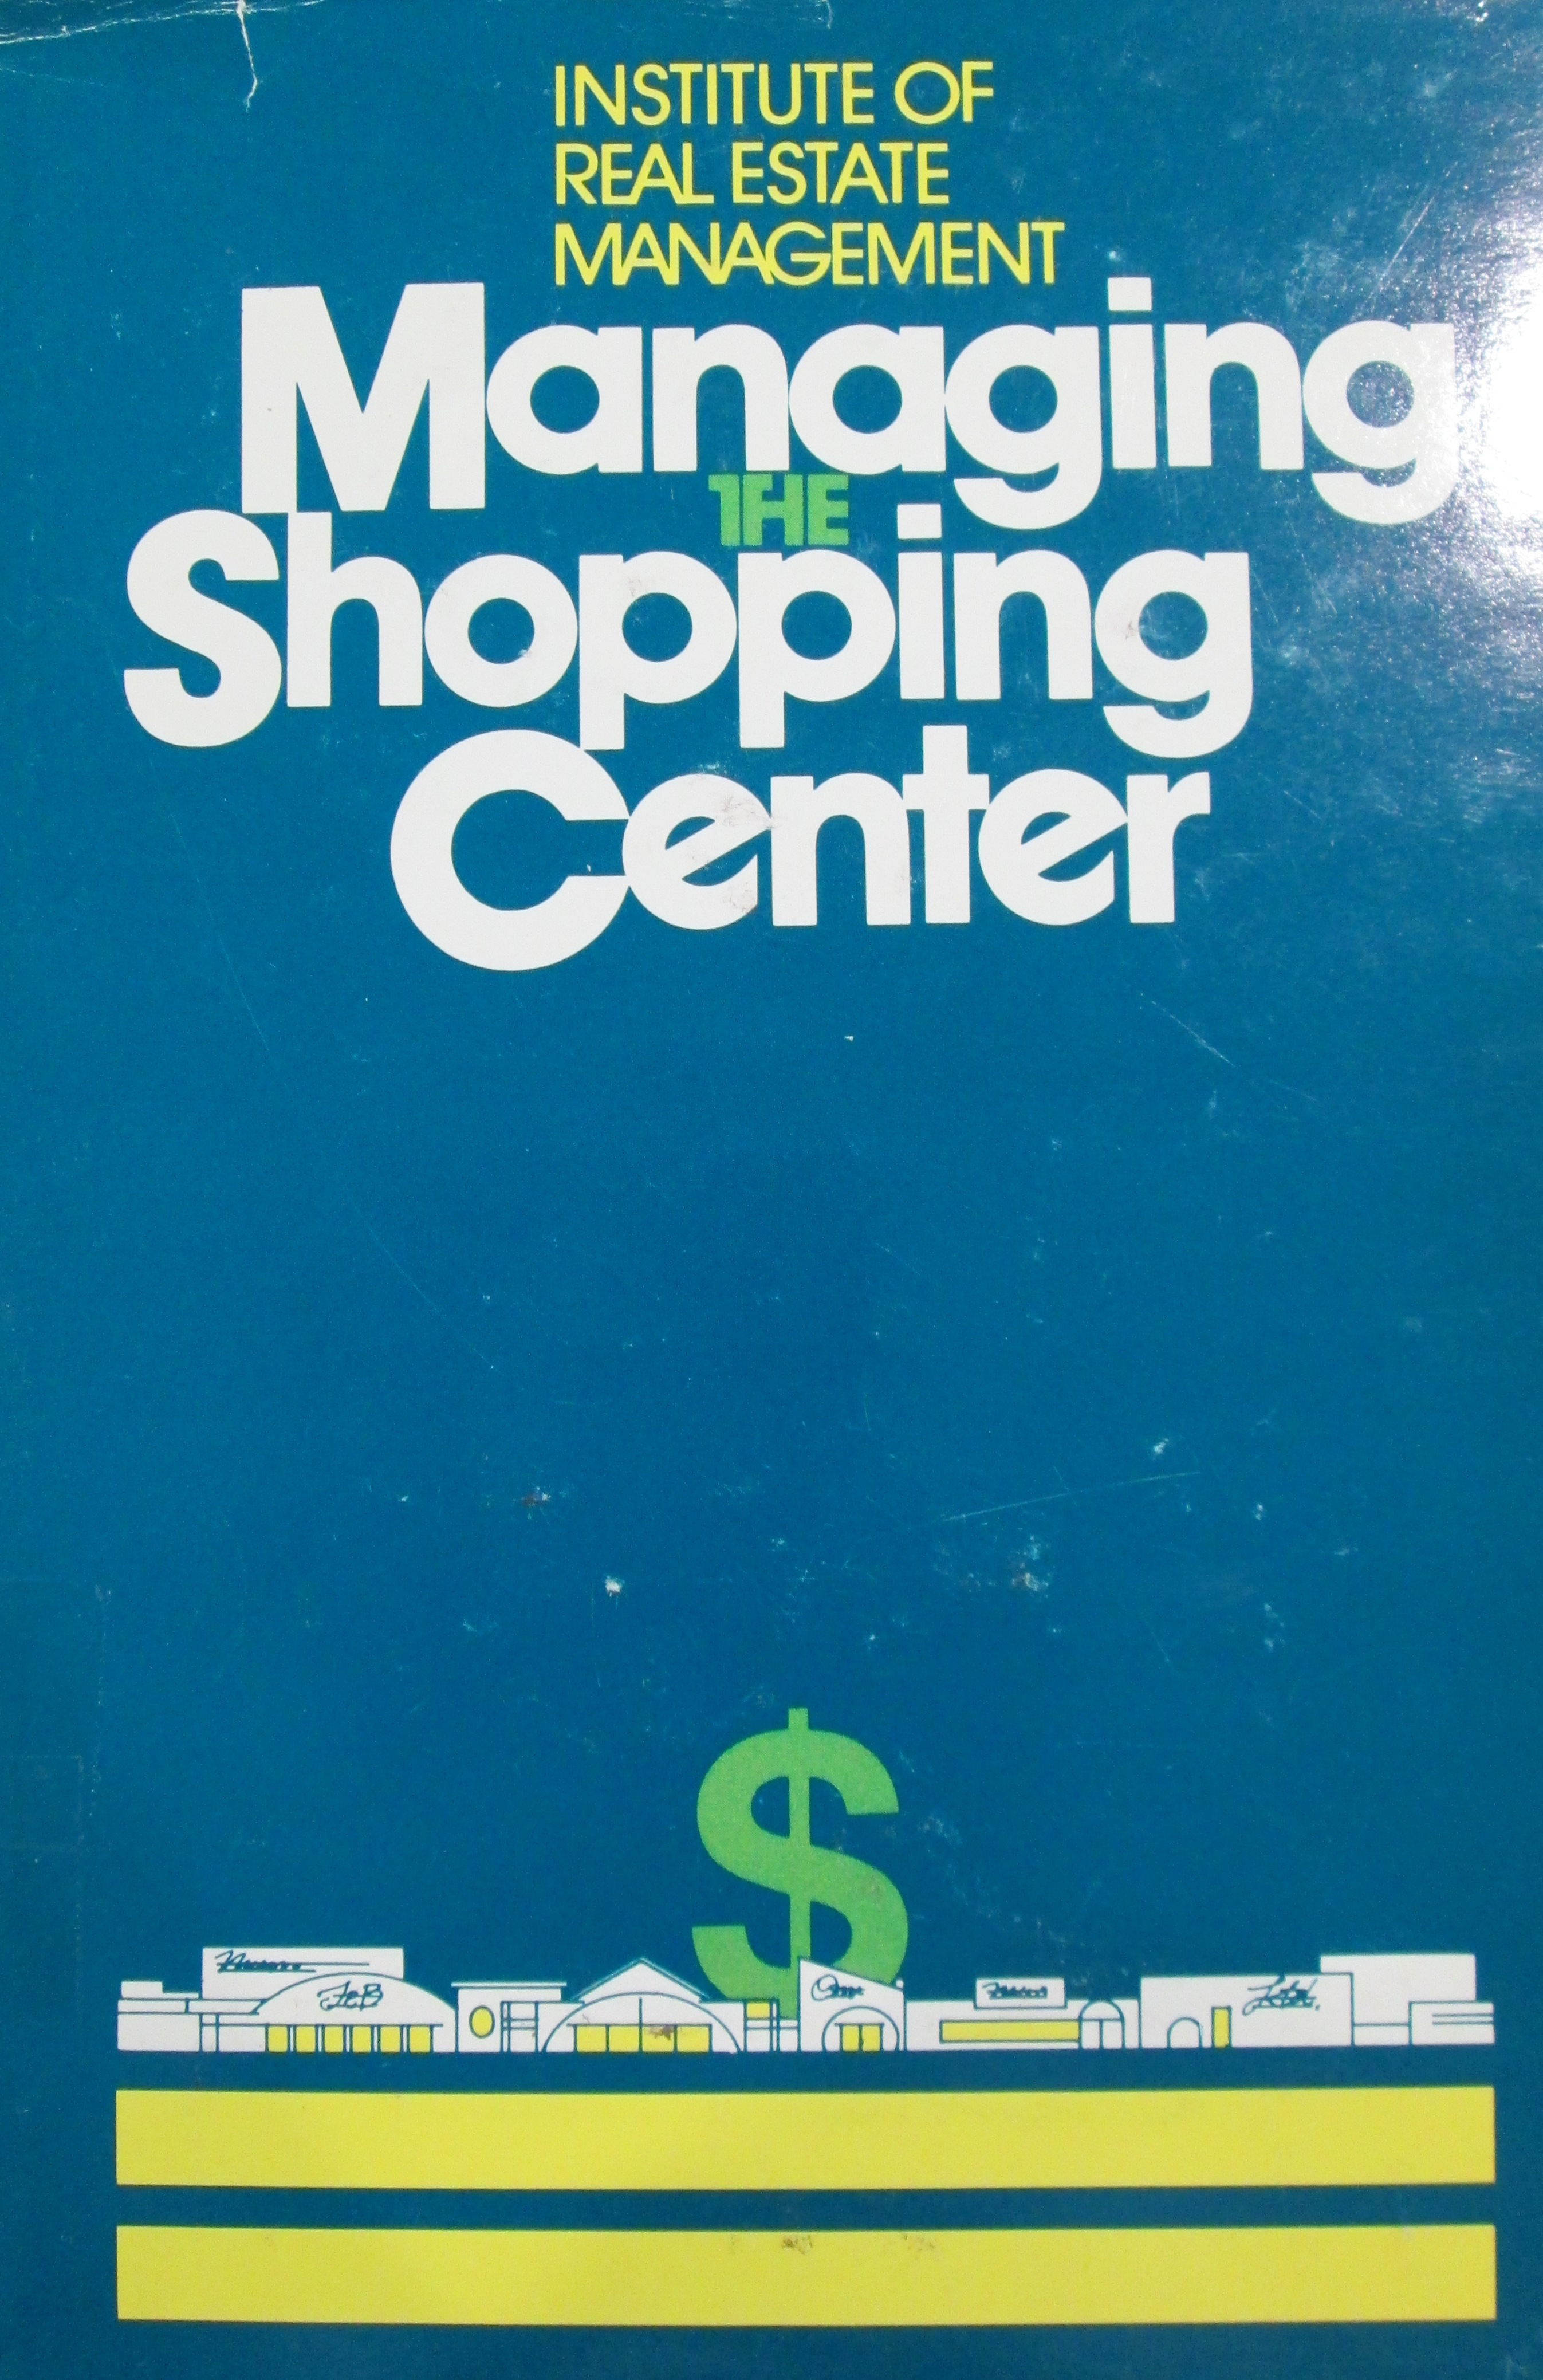 INSTITUTE OF
REAL ESTATE
MANAGEMENT
Managing
THE
Shopping
Center
$